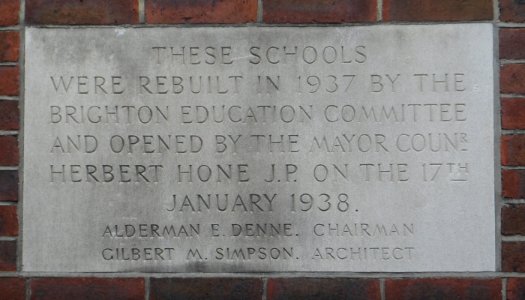 THESE SCHOOLS
WERE REBUILT IN 1937 BY THE
BRIGHTON EDUCATION COMMITTEE
AND OPENED BY THE MAYOR COUNR
HERBERT HONE J.P. ON THE 17TH
JANUARY 1938.
ALDERMAN E. DENNE. CHAIRMAN
GILBERT M. SIMPSON. ARCHITECT